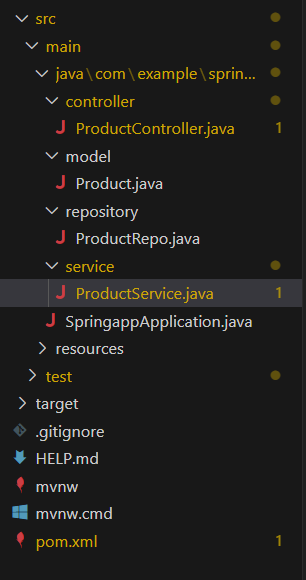 src
main
java\com\example\sprin...
controller
ProductController.java 1
model
Product.java
repository
ProductRepo.java
service
ProductService.java 1
SpringappApplication.java
resources
test
target
.gitignore
HELP.md
mvnw
mvnw.cmd
pom.xml 1